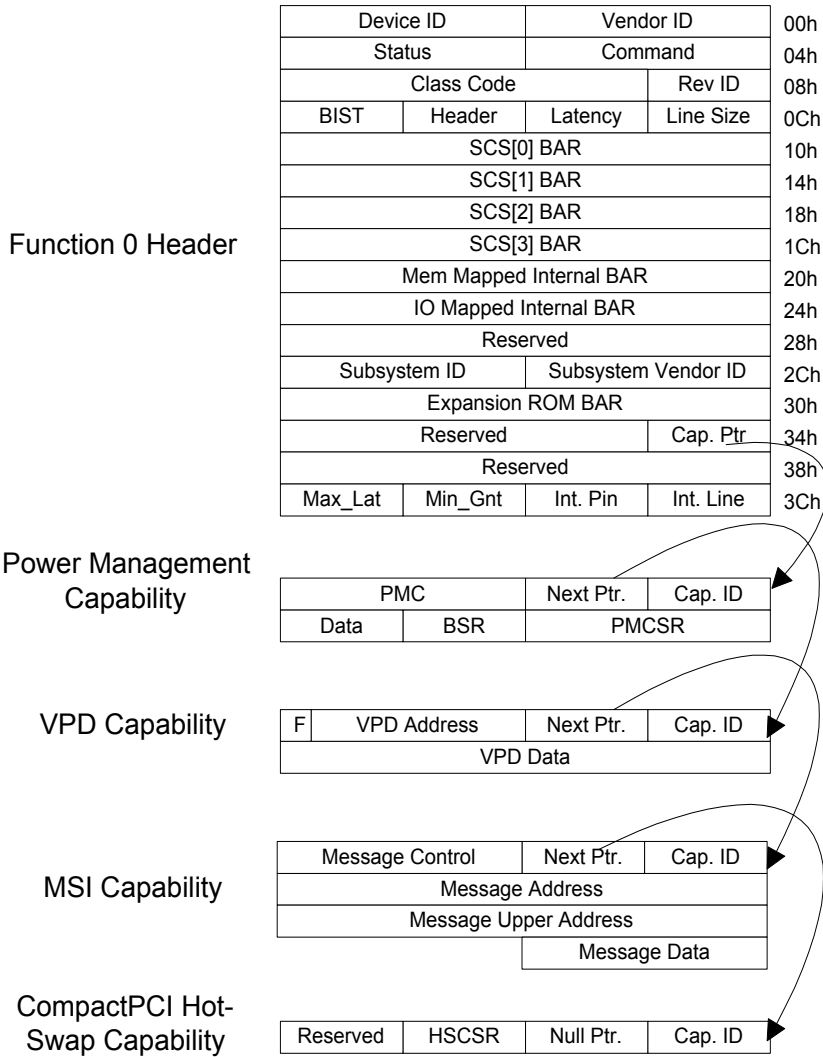 Device ID Vendor ID 00h
Status Command 04h
Class Code Rev ID 08h
BIST Header Latency Line Size 0Ch
SCS[0] BAR 10h
SCS[1] BAR 14h
SCS[2] BAR 18h
Function 0 Header SCS[3] BAR 1Ch
Mem Mapped Internal BAR 20h
IO Mapped Internal BAR 24h
Reserved 28h
Subsystem ID Subsystem Vendor ID 2Ch
Expansion ROM BAR 30h
Reserved Cap. Ptr 34h
Reserved 38h
Max_Lat Min_Gnt Int. Pin Int. Line 3Ch
Power Management
Capability
PMC Next Ptr. Cap. ID
Data BSR PMCSR
VPD Capability
F VPD Address Next Ptr. Cap. ID
VPD Data
MSI Capability
Message Control Next Ptr. Cap. ID
Message Address
Message Upper Address
Message Data
CompactPCI Hot-
Swap Capability
Reserved HSCSR Null Ptr. Cap. ID